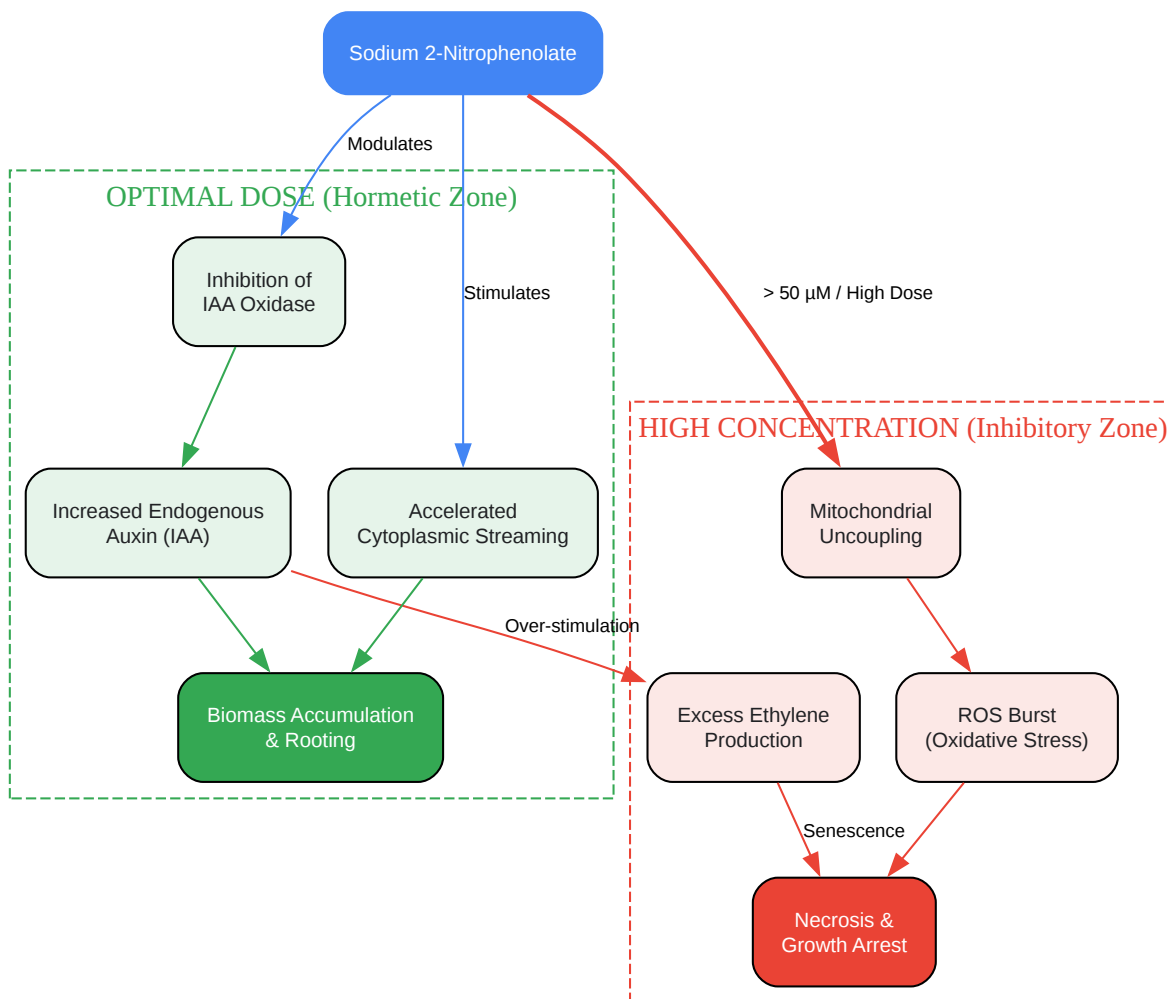 Sodium 2-Nitrophenolate
Modulates
OPTIMAL DOSE (Hormetic Zone)
Inhibition of
IAA Oxidase
Stimulates
> 50 µM / High Dose
HIGH CONCENTRATION (Inhibitory Zone)
Increased Endogenous
Auxin (IAA)
Accelerated
Cytoplasmic Streaming
Mitochondrial
Uncoupling
Over-stimulation
Biomass Accumulation
& Rooting
Excess Ethylene
Production
ROS Burst
(Oxidative Stress)
Senescence
Necrosis &
Growth Arrest